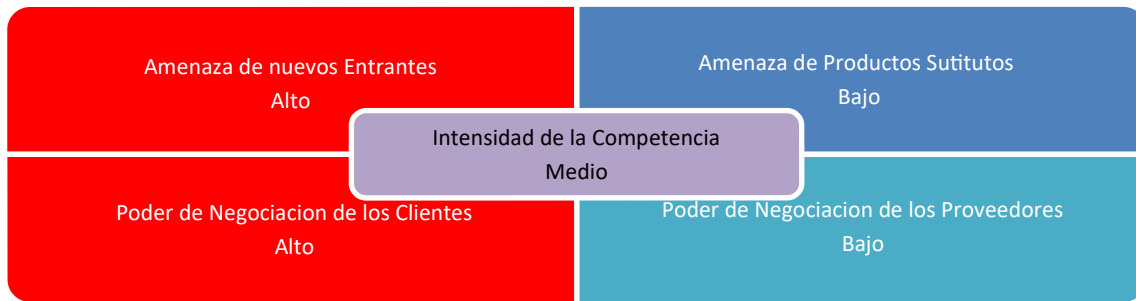 Amenaza de nuevos Entrantes
Alto
Amenaza de Productos Sutitutos
Bajo
Intensidad de la Competencia
Medio
Poder de Negociacion de los Clientes
Alto
Poder de Negociacion de los Proveedores
Bajo